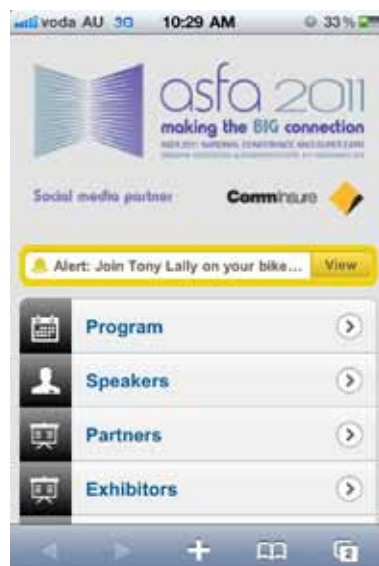 voda AU 3G 10:29 AM 33%
asfa 2011
making the BIG connection
Social media partner
CommInsure
Alert: Join Tony Lally on your bike... View
Program
Speakers
Partners
Exhibitors
2